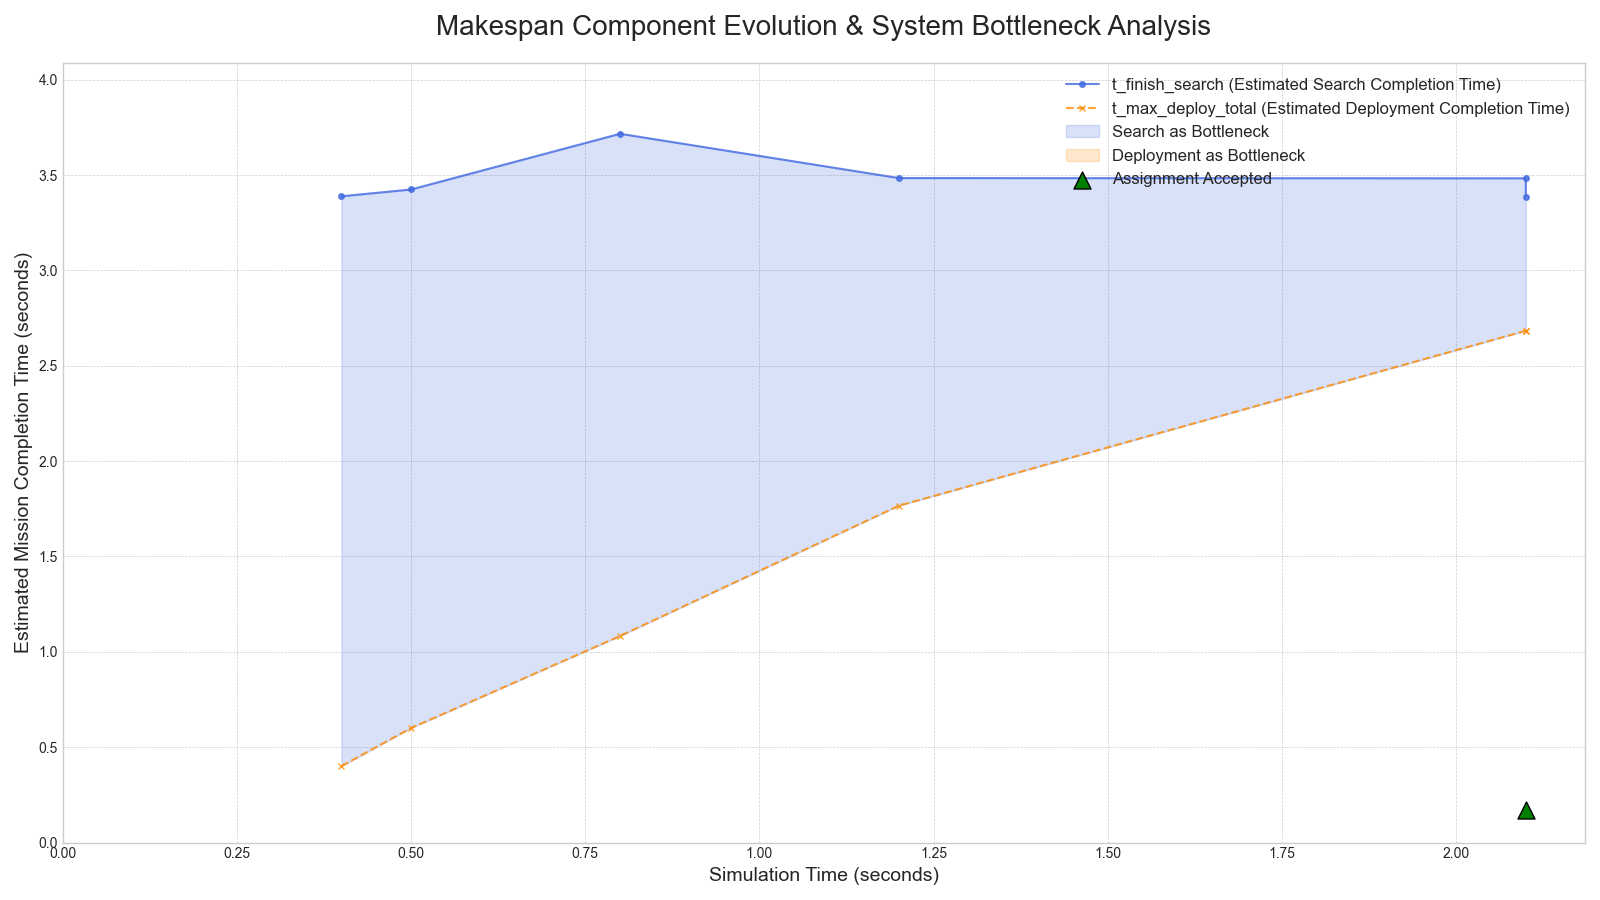 Makespan Component Evolution & System Bottleneck Analysis
t_finish_search (Estimated Search Completion Time)
t_max_deploy_total (Estimated Deployment Completion Time)
Search as Bottleneck
Deployment as Bottleneck
Assignment Accepted
Estimated Mission Completion Time (seconds)
4.0
3.5
3.0
2.5
2.0
1.5
1.0
0.5
0.0
0.00 0.25 0.50 0.75 1.00 1.25 1.50 1.75 2.00
Simulation Time (seconds)